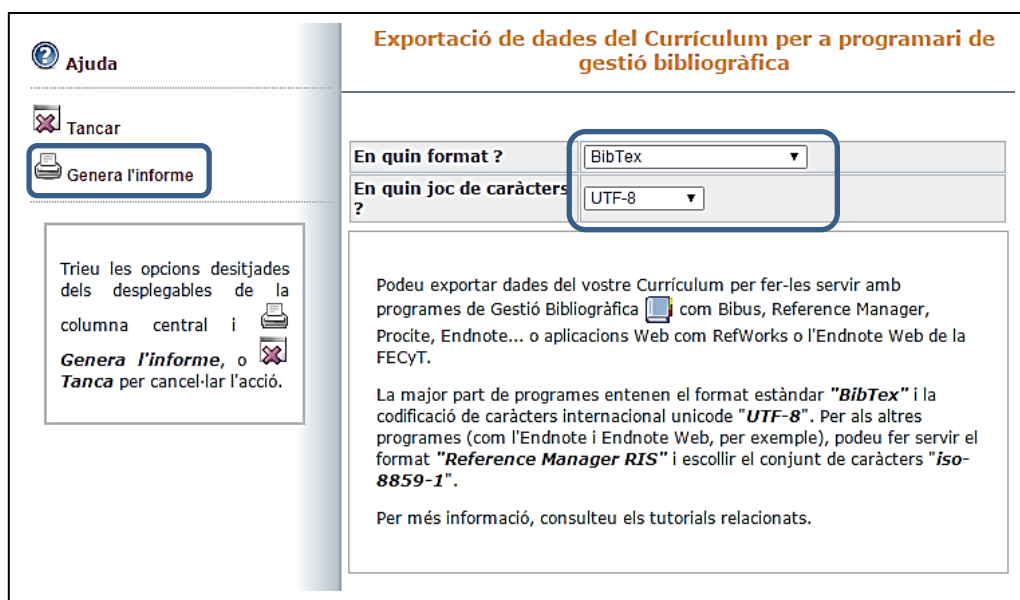 Ajuda
Tancar
Genera l'informe
Trieu les opcions desitjades
dels desplegables de la
columna central i
Genera l'informe, o
Tanca per cancel·lar l'acció.
Exportació de dades del Currículum per a programari de
gestió bibliogràfica
En quin format ?
BibTex
En quin joc de caràcters
?
UTF-8
Podeu exportar dades del vostre Currículum per fer-les servir amb
programes de Gestió Bibliogràfica com Bibus, Reference Manager,
Procite, Endnote... o aplicacions Web com RefWorks o l'Endnote Web de la
FECyT.
La major part de programes entenen el format estàndar "BibTex" i la
codificació de caràcters internacional unicode "UTF-8". Per als altres
programes (com l'Endnote i Endnote Web, per exemple), podeu fer servir el
format "Reference Manager RIS" i escollir el conjunt de caràcters "iso-
8859-1".
Per més informació, consulteu els tutorials relacionats.